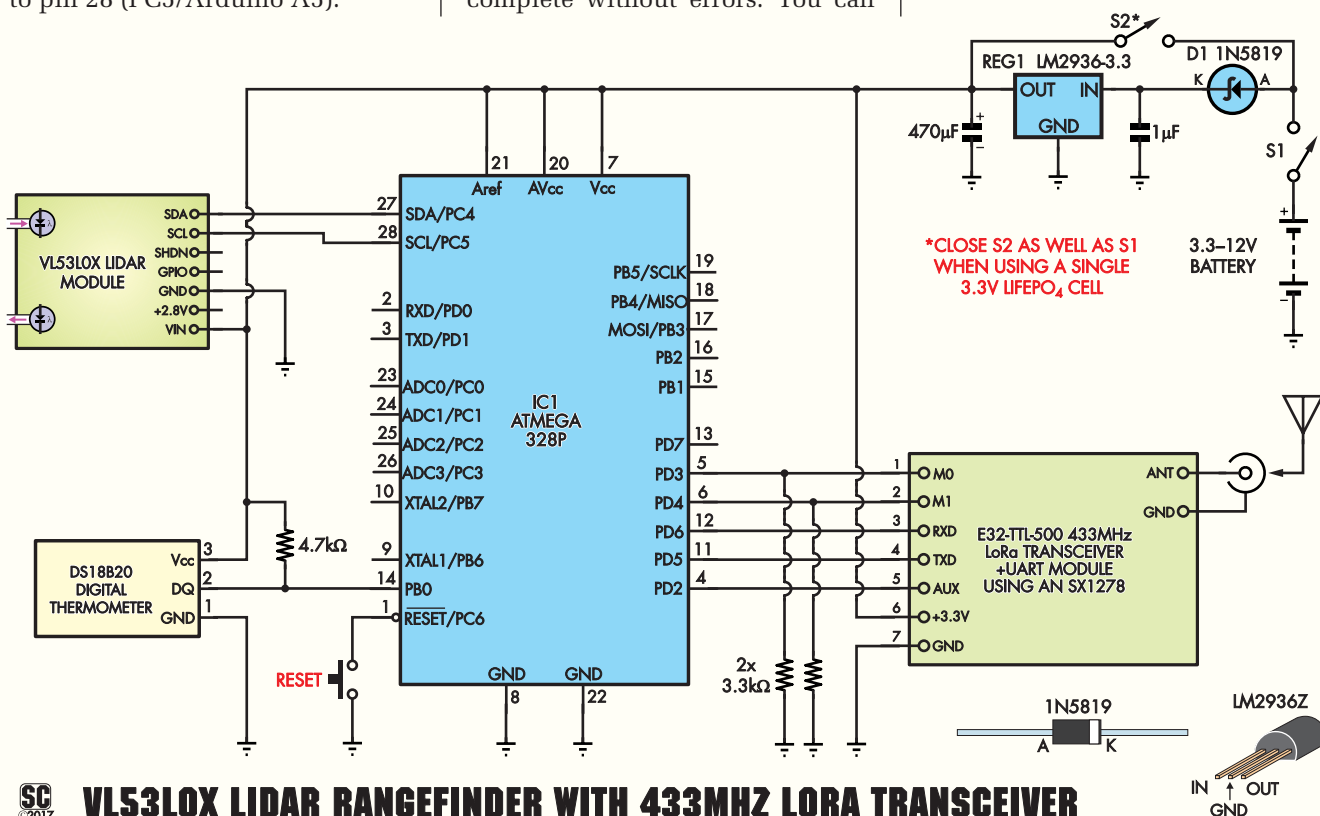 to pin 28 (PC5/Arduino A5).
complete without errors. You can
S2*
REG1 LM2936-3.3
D1 1N5819
OUT IN
GND
K A
470µF
+
–
1µF
S1
+
–
3.3–12V
BATTERY
*CLOSE S2 AS WELL AS S1
WHEN USING A SINGLE
3.3V LIFEPO4 CELL
VL53L0X LIDAR
MODULE
λ
λ
SDA
SCL
SHDN
GPIO
GND
+2.8V
VIN
21
Aref
20
AVcc
7
Vcc
27 SDA/PC4
28 SCL/PC5
2 RXD/PD0
3 TXD/PD1
23 ADC0/PC0
24 ADC1/PC1
25 ADC2/PC2
26 ADC3/PC3
10 XTAL2/PB7
9 XTAL1/PB6
14 PB0
1 RESET/PC6
IC1
ATMEGA
328P
PB5/SCLK 19
PB4/MISO 18
MOSI/PB3 17
PB2 16
PB1 15
PD7 13
PD3 5
PD4 6
PD6 12
PD5 11
PD2 4
GND
8
GND
22
4.7kΩ
DS18B20
DIGITAL
THERMOMETER
Vcc 3
DQ 2
GND 1
RESET
2x
3.3kΩ
1 M0
2 M1
3 RXD
4 TXD
5 AUX
6 +3.3V
7 GND
E32-TTL-500 433MHz
LoRa TRANSCEIVER
+UART MODULE
USING AN SX1278
ANT
GND
1N5819
A K
LM2936Z
IN OUT
GND
SC
©2017
VL53L0X LIDAR RANGEFINDER WITH 433MHZ LORA TRANSCEIVER